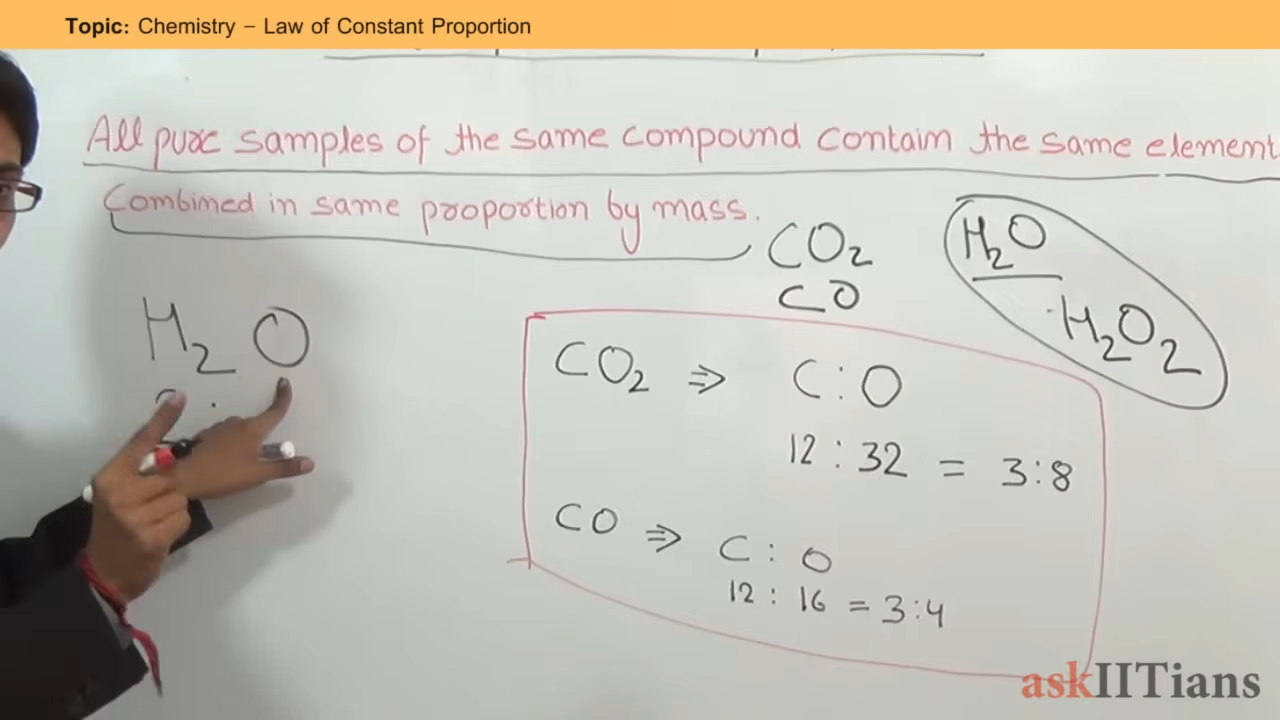 Topic: Chemistry – Law of Constant Proportion
All pure samples of the same compound contain the same element
Combined in same proportion by mass.
CO₂
CO
H₂O
H₂O₂
H₂O
CO₂ ⇒ C : O
12 : 32 = 3:8
CO ⇒ C : O
12 : 16 = 3:4
askIITians